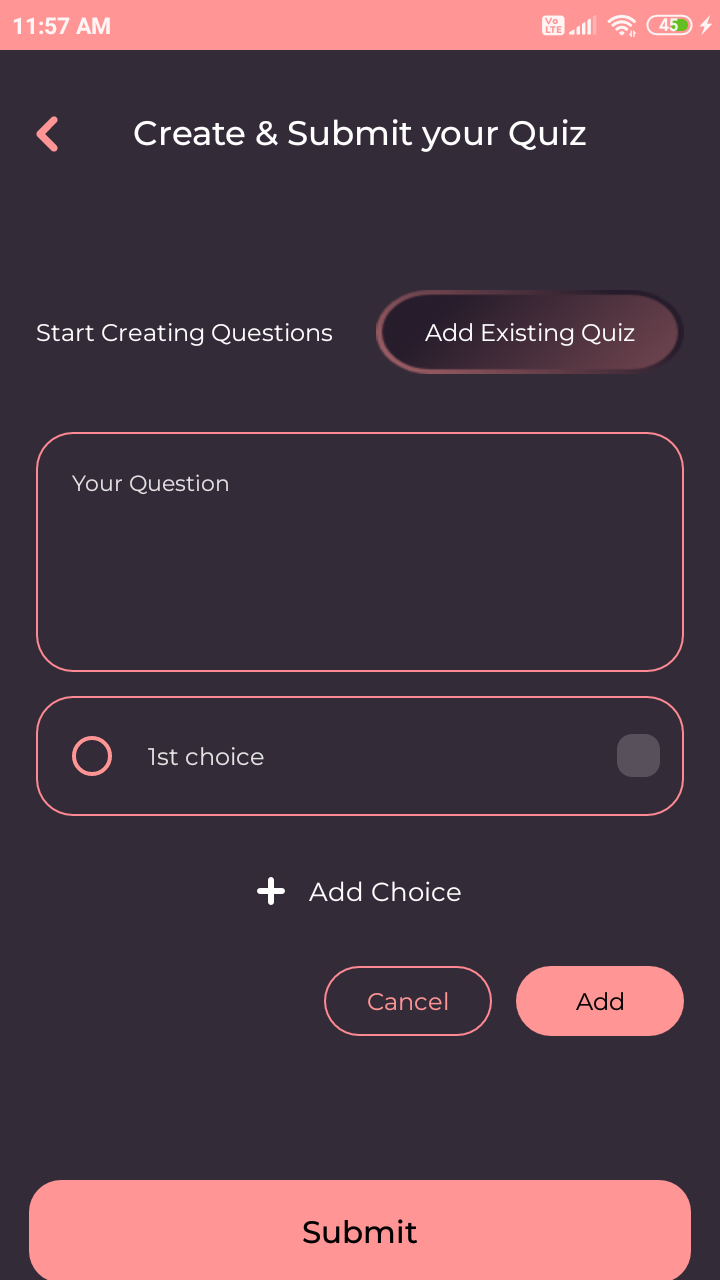 11:57 AM
Vo LTE
45
Create & Submit your Quiz
Start Creating Questions
Add Existing Quiz
Your Question
1st choice
Add Choice
Cancel
Add
Submit